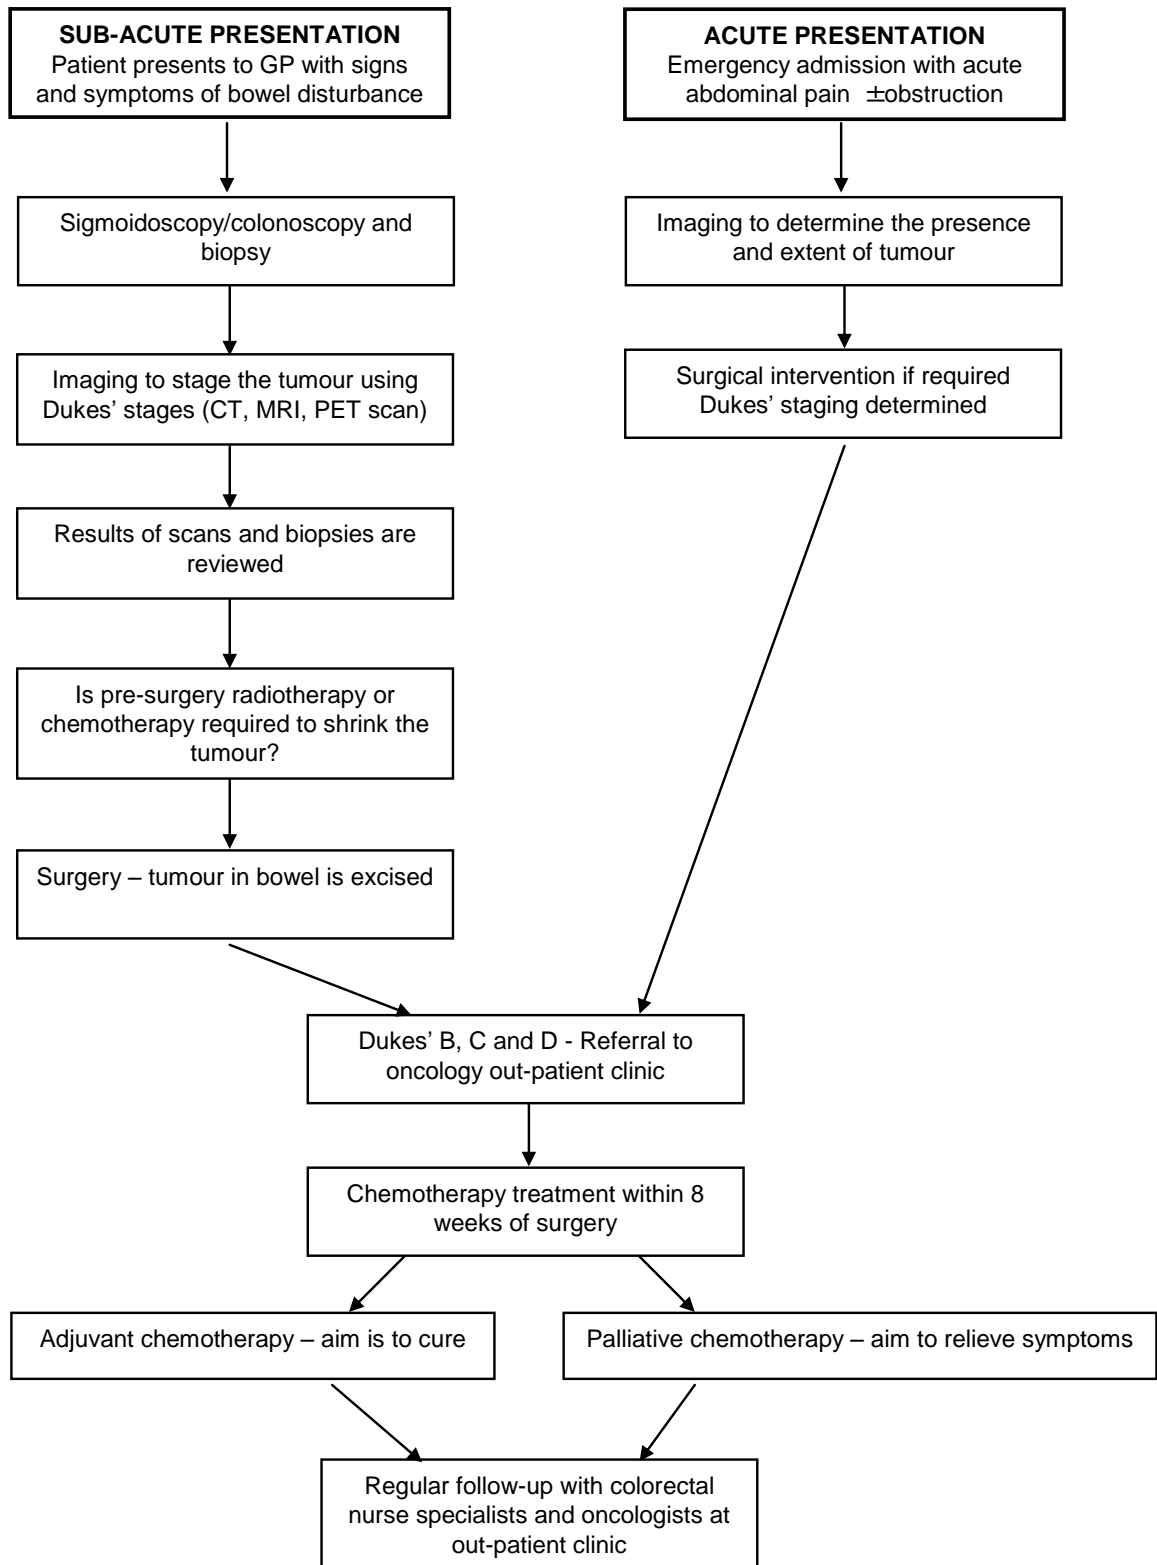 SUB-ACUTE PRESENTATION
Patient presents to GP with signs
and symptoms of bowel disturbance
ACUTE PRESENTATION
Emergency admission with acute
abdominal pain ±obstruction
Sigmoidoscopy/colonoscopy and
biopsy
Imaging to determine the presence
and extent of tumour
Imaging to stage the tumour using
Dukes’ stages (CT, MRI, PET scan)
Surgical intervention if required
Dukes’ staging determined
Results of scans and biopsies are
reviewed
Is pre-surgery radiotherapy or
chemotherapy required to shrink the
tumour?
Surgery – tumour in bowel is excised
Dukes’ B, C and D - Referral to
oncology out-patient clinic
Chemotherapy treatment within 8
weeks of surgery
Adjuvant chemotherapy – aim is to cure
Palliative chemotherapy – aim to relieve symptoms
Regular follow-up with colorectal
nurse specialists and oncologists at
out-patient clinic